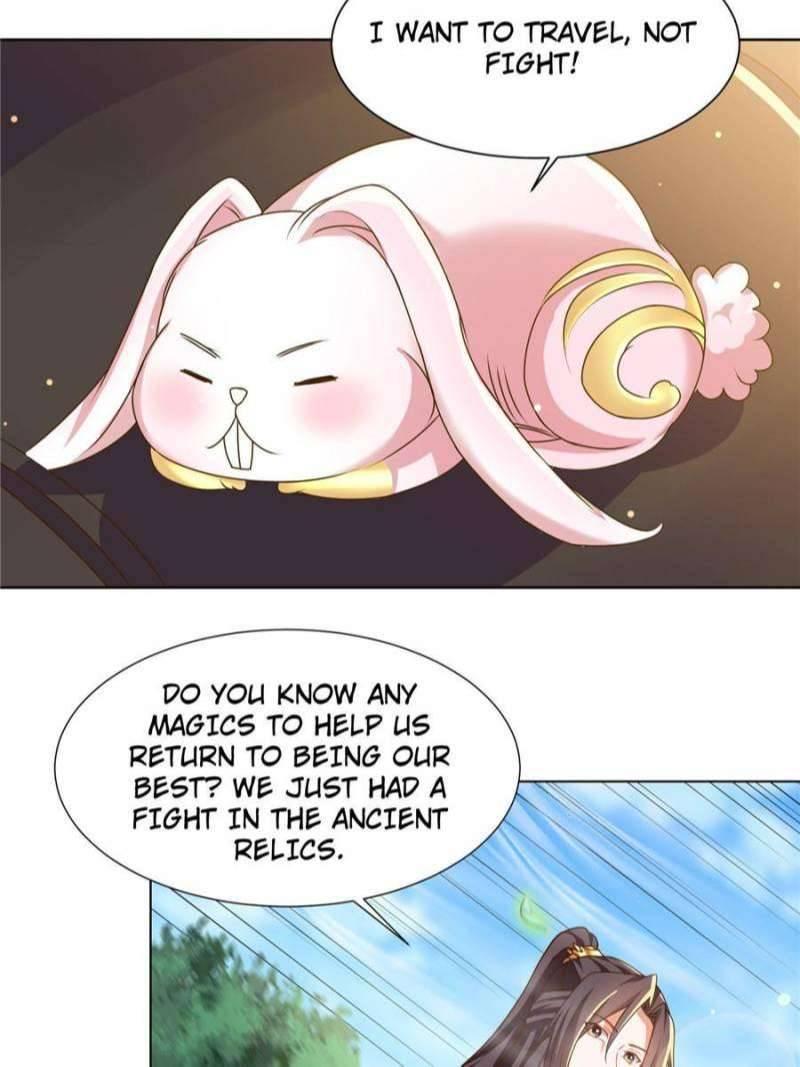 I WANT TO TRAVEL, NOT
FIGHT!
DO YOU KNOW ANY
MAGICS TO HELP US
RETURN TO BEING OUR
BEST? WE JUST HAD A
FIGHT IN THE ANCIENT
RELICS.